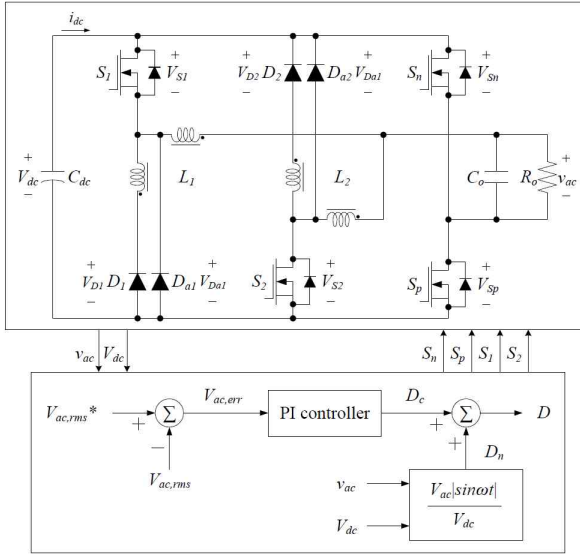 i_dc
S_1 + V_S1 −
+ V_D2 − D_2 D_a2 + V_Da1 −
S_n + V_Sn −
+ V_dc − C_dc
L_1
L_2
C_o R_o + v_ac −
+ V_D1 − D_1 D_a1 + V_Da1 −
S_2 + V_S2 −
S_p + V_Sp −
v_ac V_dc
S_n S_p S_1 S_2
V_ac,rms* + Σ − V_ac,err PI controller D_c + Σ + D
V_ac,rms
D_n
v_ac
V_dc
V_ac|sinωt|
V_dc